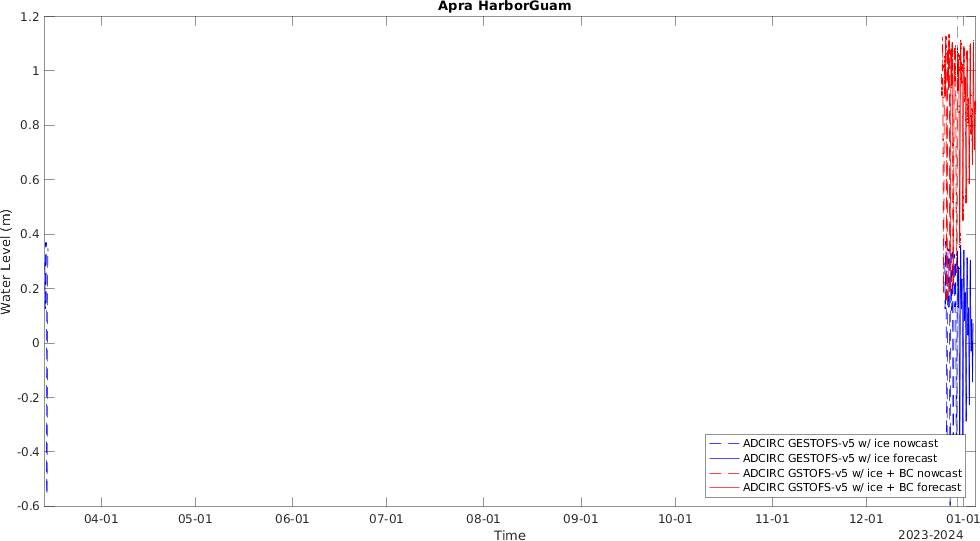 Apra HarborGuam
1.2
1
0.8
0.6
0.4
0.2
0
-0.2
-0.4
-0.6
Water Level (m)
ADCIRC GESTOFS-v5 w/ ice nowcast
ADCIRC GESTOFS-v5 w/ ice forecast
ADCIRC GSTOFS-v5 w/ ice + BC nowcast
ADCIRC GSTOFS-v5 w/ ice + BC forecast
04-01 05-01 06-01 07-01 08-01 09-01 10-01 11-01 12-01 01-01
Time
2023-2024